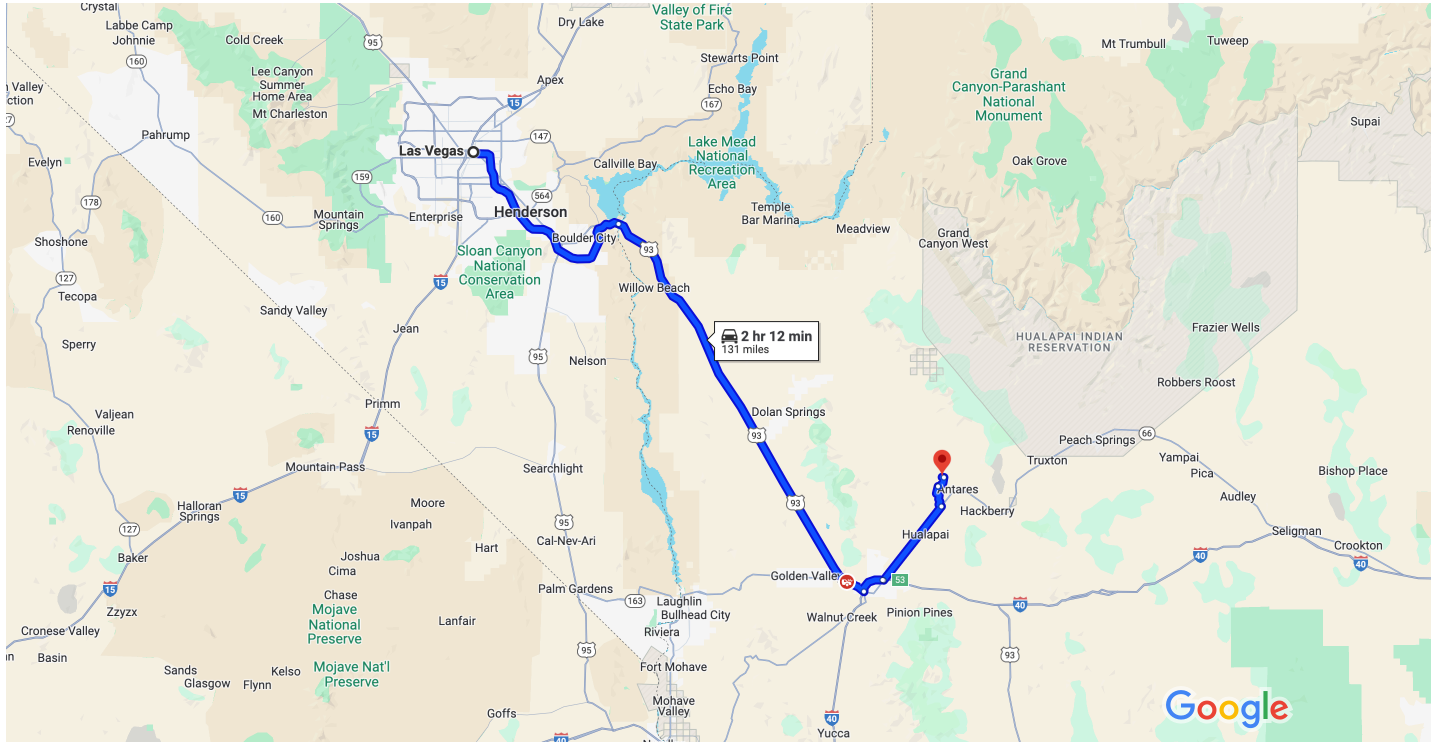 Crystal
Labbe Camp
Johnnie
Cold Creek
95
Dry Lake
Valley of Fire
State Park
Mt Trumbull
Tuweep
160
Lee Canyon
Summer
Home Area
Mt Charleston
Apex
15
Stewarts Point
Echo Bay
167
Grand
Canyon-Parashant
National
Monument
Valley
ction
27
Pahrump
147
Supai
Las Vegas
Lake Mead
National
Recreation
Area
Callville Bay
Oak Grove
Evelyn
159
564
178
160
Mountain
Springs
Enterprise
Henderson
Temple
Bar Marina
Meadview
Shoshone
Boulder City
93
Grand
Canyon West
Sloan Canyon
National
Conservation
Area
127
Tecopa
15
Willow Beach
Sandy Valley
Jean
2 hr 12 min
131 miles
Frazier Wells
HUALAPAI INDIAN
RESERVATION
Sperry
95
Nelson
Robbers Roost
Primm
Dolan Springs
Valjean
Renoville
15
93
66
Peach Springs
Mountain Pass
Searchlight
Truxton
Yampai
Pica
Bishop Place
15
Halloran
Springs
Moore
93
Antares
Audley
Hackberry
127
Ivanpah
95
Cal-Nev-Ari
Hualapai
Seligman
Crookton
Baker
Joshua
Cima
Hart
40
40
15
Chase
Palm Gardens
Golden Valley
53
Zzyzx
Mojave
National
Preserve
163
Laughlin
Bullhead City
40
Walnut Creek
Pinion Pines
Cronese Valley
Lanfair
Riviera
Basin
95
93
Sands
Glasgow
Kelso
Flynn
Mojave Nat'l
Preserve
Fort Mohave
Mohave
Valley
Goffs
40
Yucca
Google
40